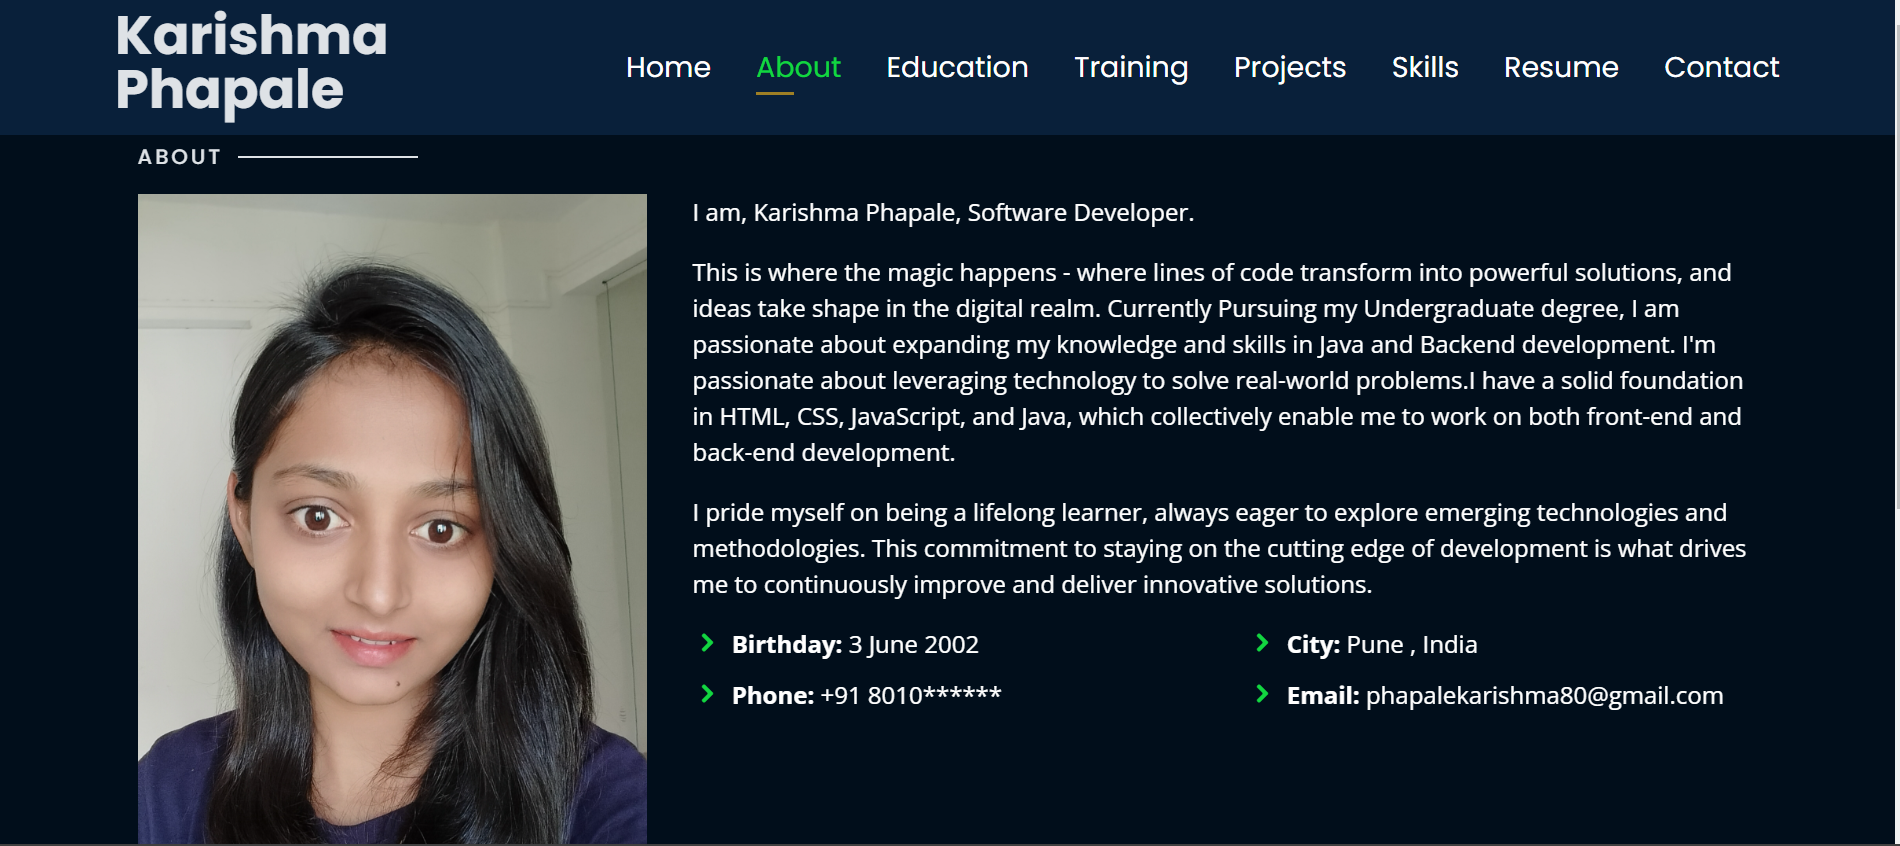 Karishma
Phapale
Home About Education Training Projects Skills Resume Contact
ABOUT
I am, Karishma Phapale, Software Developer.
This is where the magic happens - where lines of code transform into powerful solutions, and
ideas take shape in the digital realm. Currently Pursuing my Undergraduate degree, I am
passionate about expanding my knowledge and skills in Java and Backend development. I'm
passionate about leveraging technology to solve real-world problems.I have a solid foundation
in HTML, CSS, JavaScript, and Java, which collectively enable me to work on both front-end and
back-end development.
I pride myself on being a lifelong learner, always eager to explore emerging technologies and
methodologies. This commitment to staying on the cutting edge of development is what drives
me to continuously improve and deliver innovative solutions.
Birthday: 3 June 2002
City: Pune , India
Phone: +91 8010******
Email: phapalekarishma80@gmail.com